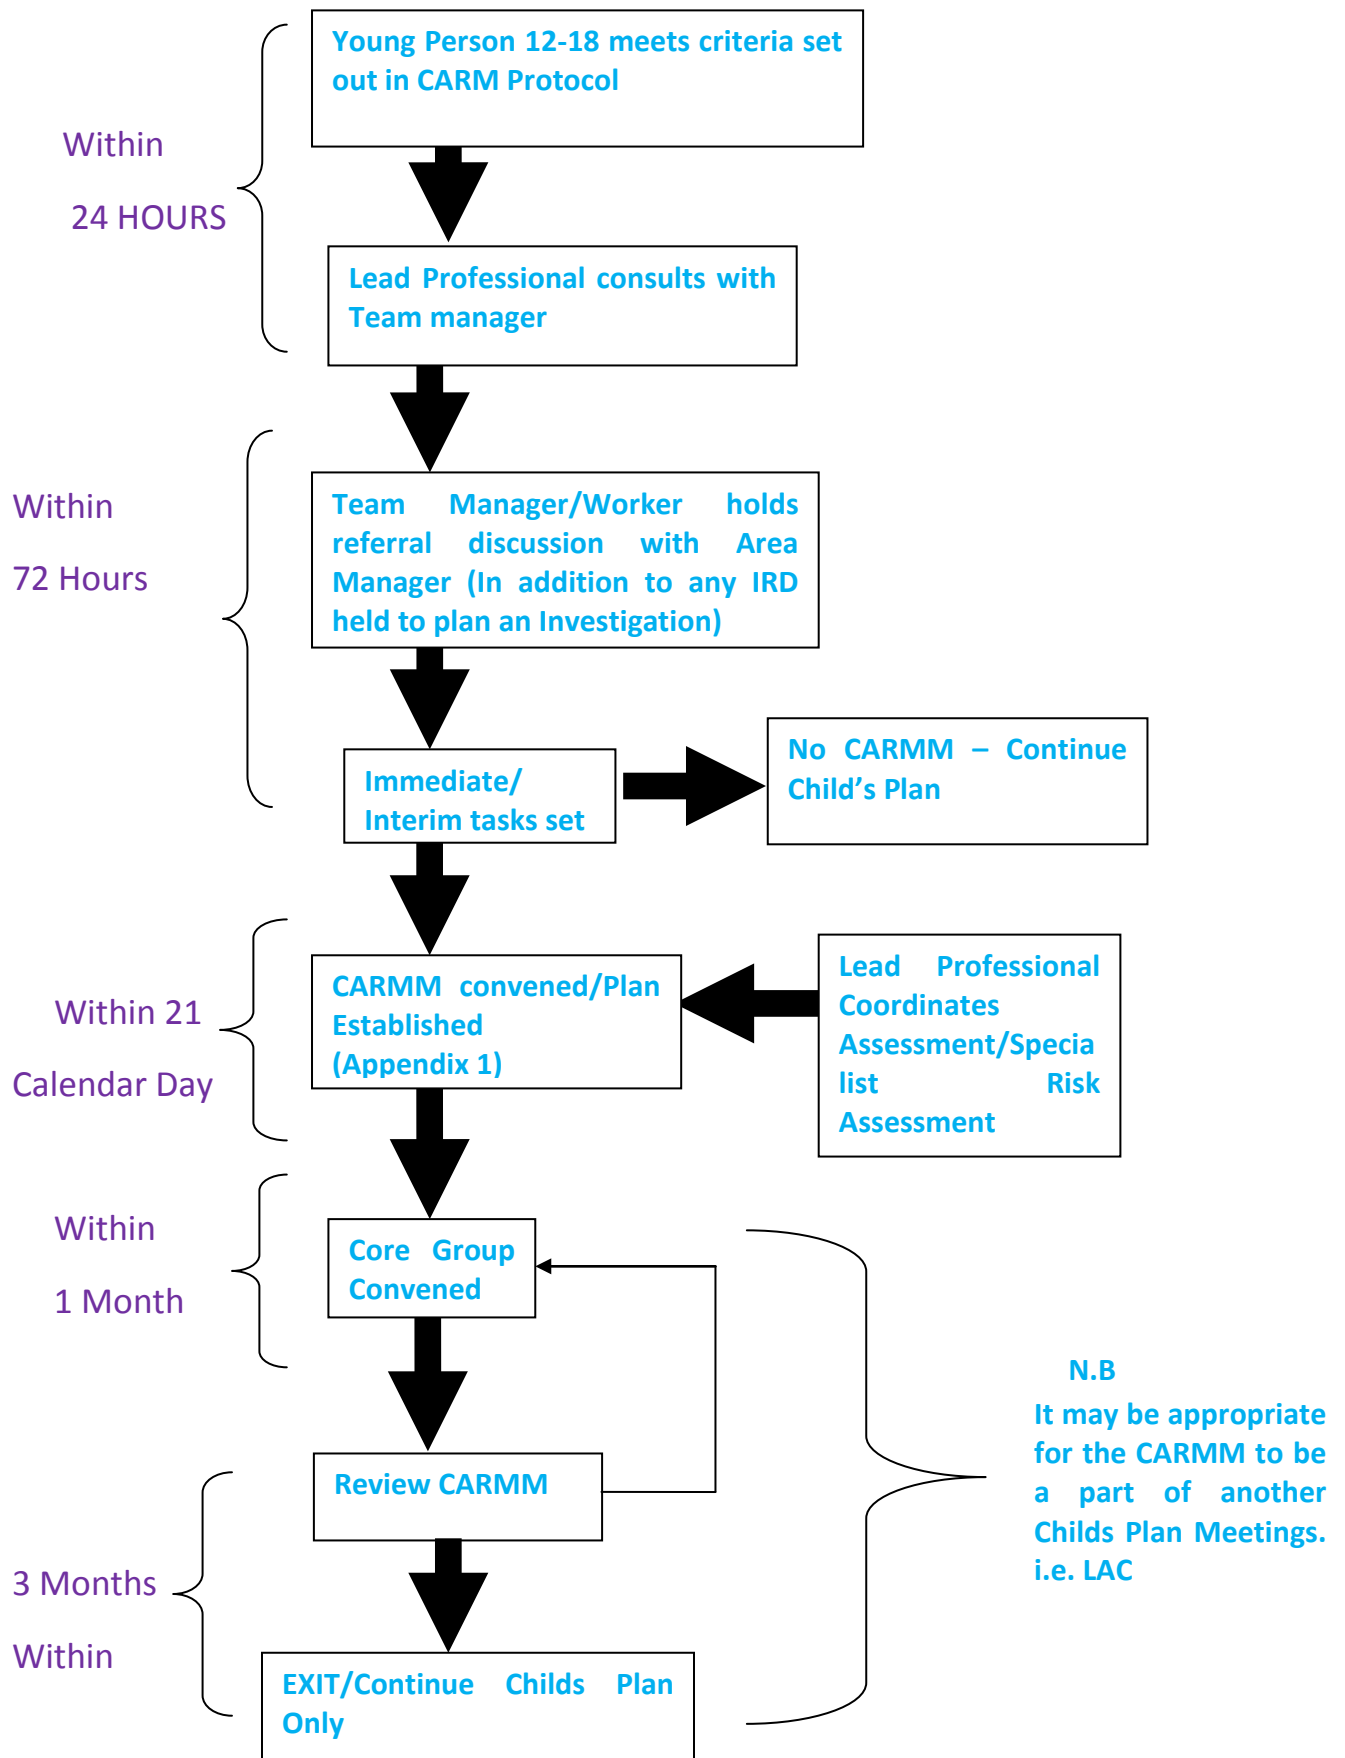 Young Person 12-18 meets criteria set
out in CARM Protocol
Within
24 HOURS
Lead Professional consults with
Team manager
Within
72 Hours
Team Manager/Worker holds
referral discussion with Area
Manager (In addition to any IRD
held to plan an Investigation)
Immediate/
Interim tasks set
No CARMM – Continue
Child’s Plan
Within 21
Calendar Day
CARMM convened/Plan
Established
(Appendix 1)
Lead Professional
Coordinates
Assessment/Specia
list Risk
Assessment
Within
1 Month
Core Group
Convened
N.B
It may be appropriate
for the CARMM to be
a part of another
Childs Plan Meetings.
i.e. LAC
Review CARMM
3 Months
Within
EXIT/Continue Childs Plan
Only